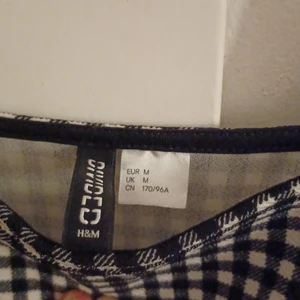 DIVIDED
H&M
EUR M
UK M
CN 170/96A